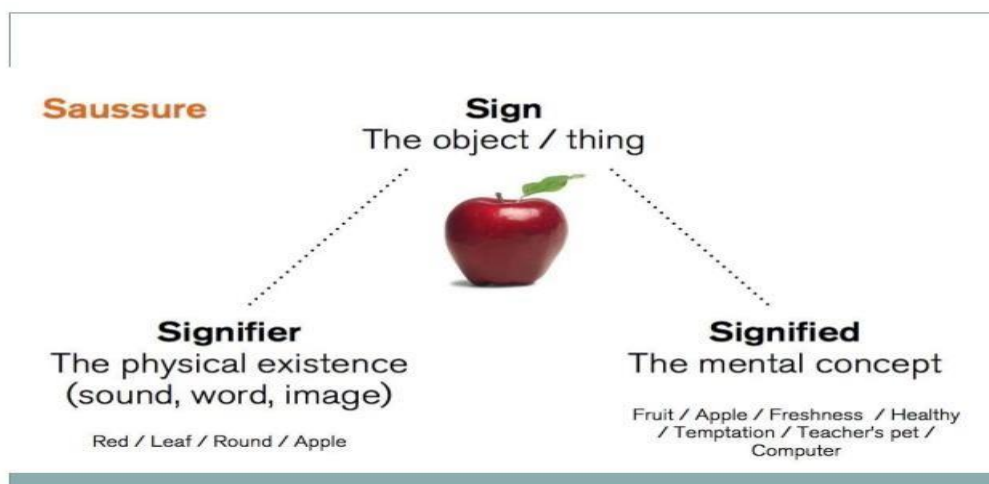 Saussure
Sign
The object / thing
Signifier
The physical existence
(sound, word, image)
Red / Leaf / Round / Apple
Signified
The mental concept
Fruit / Apple / Freshness / Healthy
/ Temptation / Teacher's pet /
Computer